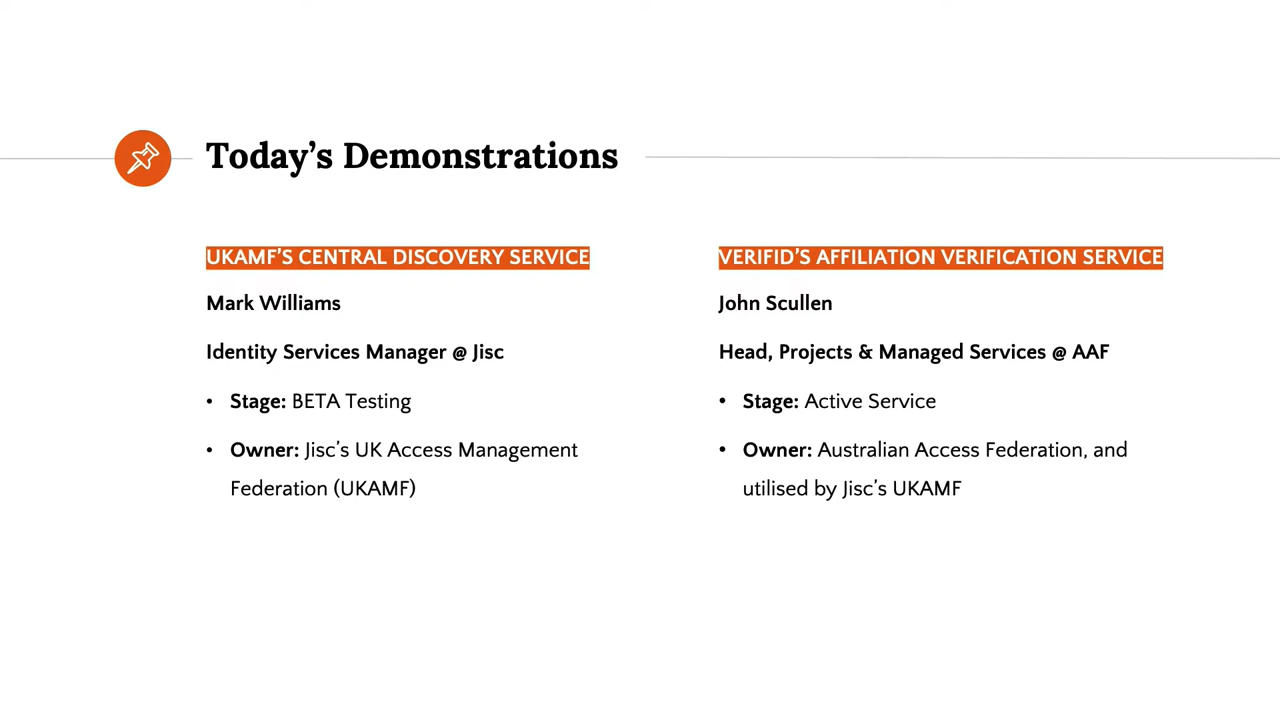 Today’s Demonstrations
UKAMF’S CENTRAL DISCOVERY SERVICE
Mark Williams
Identity Services Manager @ Jisc
• Stage: BETA Testing
• Owner: Jisc’s UK Access Management
Federation (UKAMF)
VERIFID’S AFFILIATION VERIFICATION SERVICE
John Scullen
Head, Projects & Managed Services @ AAF
• Stage: Active Service
• Owner: Australian Access Federation, and
utilised by Jisc’s UKAMF